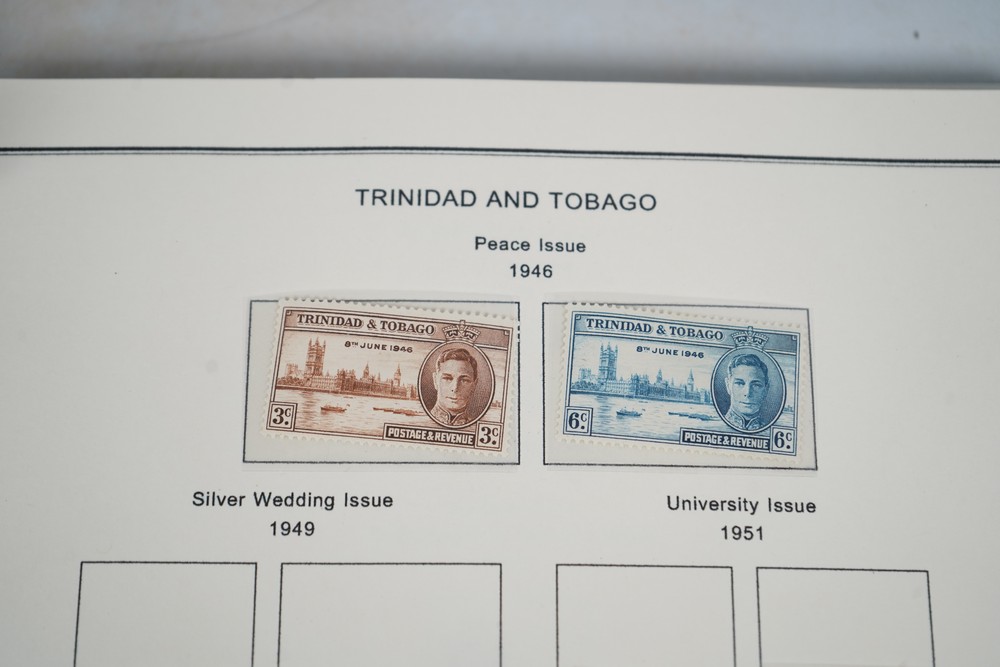 TRINIDAD AND TOBAGO
Peace Issue
1946
TRINIDAD & TOBAGO
8TH JUNE 1946
3c
POSTAGE & REVENUE
3c
TRINIDAD & TOBAGO
8TH JUNE 1946
6c
POSTAGE & REVENUE
6c
Silver Wedding Issue
1949
University Issue
1951